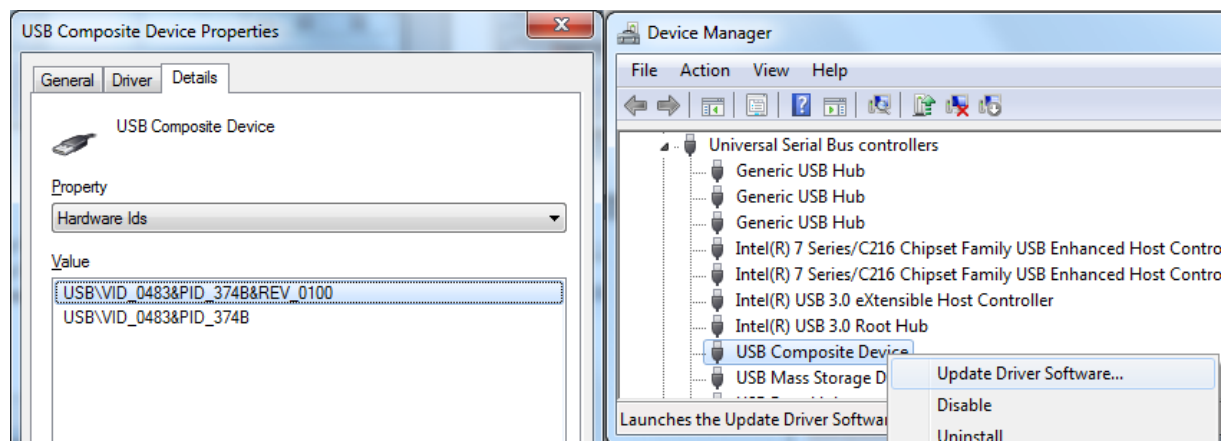 USB Composite Device Properties
General Driver Details
USB Composite Device
Property
Hardware Ids
Value
USB\VID_0483&PID_374B&REV_0100
USB\VID_0483&PID_374B
Device Manager
File Action View Help
Universal Serial Bus controllers
Generic USB Hub
Generic USB Hub
Generic USB Hub
Intel(R) 7 Series/C216 Chipset Family USB Enhanced Host Contro
Intel(R) 7 Series/C216 Chipset Family USB Enhanced Host Contro
Intel(R) USB 3.0 eXtensible Host Controller
Intel(R) USB 3.0 Root Hub
USB Composite Device
USB Mass Storage D
Launches the Update Driver Softwar
Update Driver Software...
Disable
Uninstall